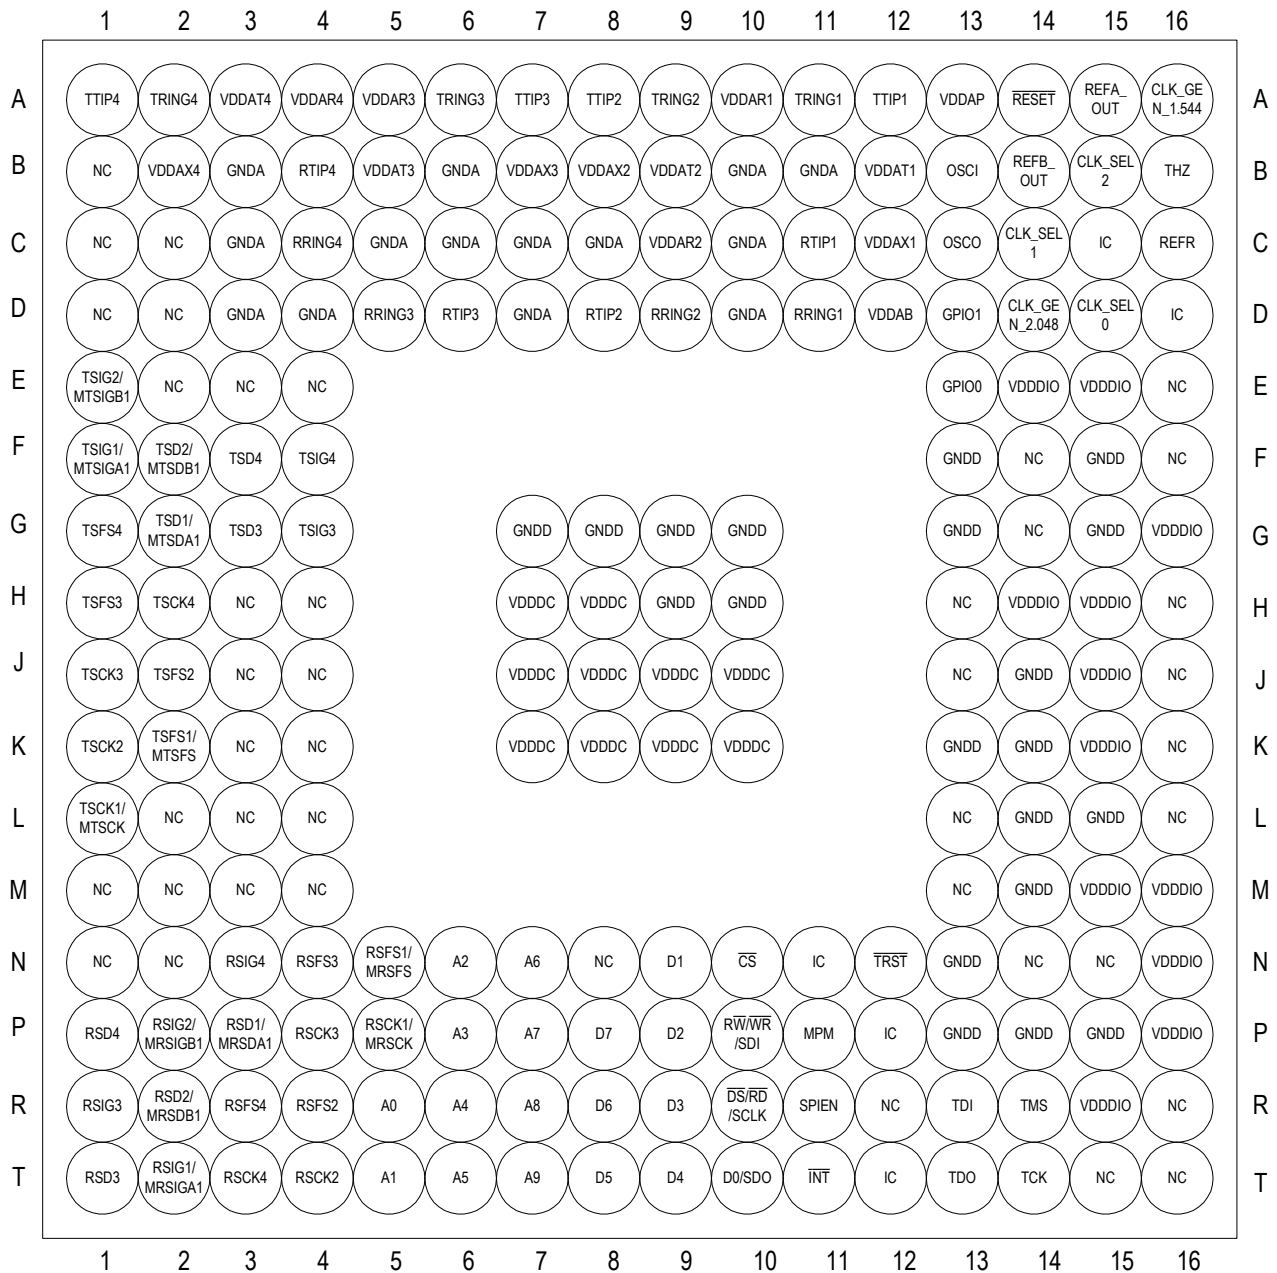 1 2 3 4 5 6 7 8 9 10 11 12 13 14 15 16
A TTIP4 TRING4 VDDAT4 VDDAR4 VDDAR3 TRING3 TTIP3 TTIP2 TRING2 VDDAR1 TRING1 TTIP1 VDDAP RESET REFA_ OUT CLK_GE N_1.544 A
B NC VDDAX4 GNDA RTIP4 VDDAT3 GNDA VDDAX3 VDDAX2 VDDAT2 GNDA GNDA VDDAT1 OSCI REFB_ OUT CLK_SEL 2 THZ B
C NC NC GNDA RRING4 GNDA GNDA GNDA GNDA VDDAR2 GNDA RTIP1 VDDAX1 OSCO CLK_SEL 1 IC REFR C
D NC NC GNDA GNDA RRING3 RTIP3 GNDA RTIP2 RRING2 GNDA RRING1 VDDAB GPIO1 CLK_GE N_2.048 CLK_SEL 0 IC D
E TSIG2/ MTSIGB1 NC NC NC GPIO0 VDDDIO VDDDIO NC E
F TSIG1/ MTSIGA1 TSD2/ MTSDB1 TSD4 TSIG4 GNDD NC GNDD NC F
G TSFS4 TSD1/ MTSDA1 TSD3 TSIG3 GNDD GNDD GNDD GNDD GNDD NC GNDD VDDDIO G
H TSFS3 TSCK4 NC NC VDDDC VDDDC GNDD GNDD NC VDDDIO VDDDIO NC H
J TSCK3 TSFS2 NC NC VDDDC VDDDC VDDDC VDDDC NC GNDD VDDDIO NC J
K TSCK2 TSFS1/ MTSFS NC NC VDDDC VDDDC VDDDC VDDDC GNDD GNDD VDDDIO NC K
L TSCK1/ MTSCK NC NC NC NC GNDD GNDD NC L
M NC NC NC NC NC GNDD VDDDIO VDDDIO M
N NC NC RSIG4 RSFS3 RSFS1/ MRSFS A2 A6 NC D1 CS IC TRST GNDD NC NC VDDDIO N
P RSD4 RSIG2/ MRSIGB1 RSD1/ MRSDA1 RSCK3 RSCK1/ MRSCK A3 A7 D7 D2 RW/WR /SDI MPM IC GNDD GNDD GNDD VDDDIO P
R RSIG3 RSD2/ MRSDB1 RSFS4 RSFS2 A0 A4 A8 D6 D3 DS/RD /SCLK SPIEN NC TDI TMS VDDDIO NC R
T RSD3 RSIG1/ MRSIGA1 RSCK4 RSCK2 A1 A5 A9 D5 D4 D0/SDO INT IC TDO TCK NC NC T
1 2 3 4 5 6 7 8 9 10 11 12 13 14 15 16